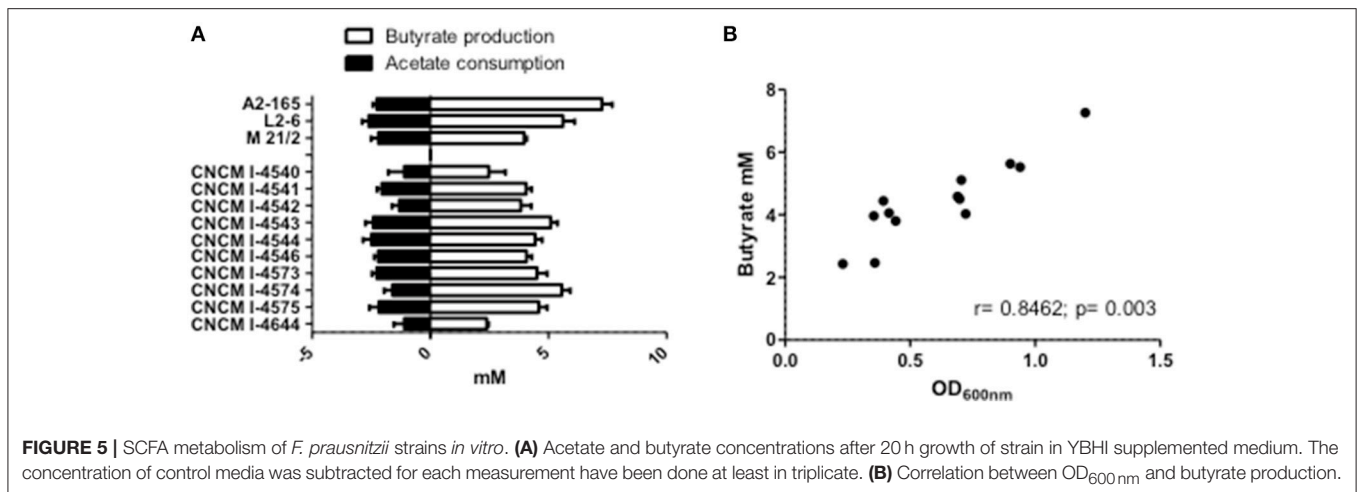 A
Butyrate production
Acetate consumption
A2-165
L2-6
M 21/2
CNCM I-4540
CNCM I-4541
CNCM I-4542
CNCM I-4543
CNCM I-4544
CNCM I-4546
CNCM I-4573
CNCM I-4574
CNCM I-4575
CNCM I-4644
-5
0
5
10
mM
B
Butyrate mM
8
6
4
2
0
r= 0.8462; p= 0.003
0.0
0.5
1.0
1.5
OD600nm
FIGURE 5 | SCFA metabolism of F. prausnitzii strains in vitro. (A) Acetate and butyrate concentrations after 20 h growth of strain in YBHI supplemented medium. The
concentration of control media was subtracted for each measurement have been done at least in triplicate. (B) Correlation between OD600 nm and butyrate production.